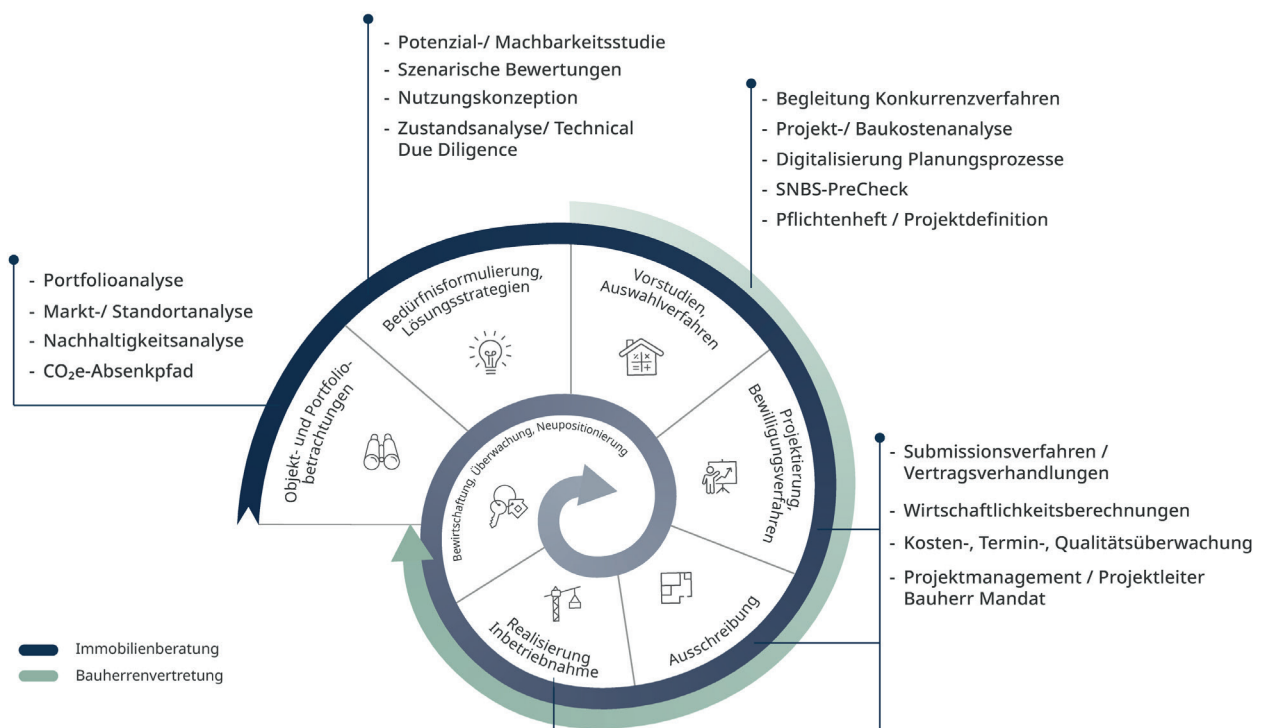 - Potenzial-/ Machbarkeitsstudie
- Szenarische Bewertungen
- Nutzungskonzeption
- Zustandsanalyse/ Technical
Due Diligence
- Begleitung Konkurrenzverfahren
- Projekt-/ Baukostenanalyse
- Digitalisierung Planungsprozesse
- SNBS-PreCheck
- Pflichtenheft / Projektdefinition
- Portfolioanalyse
- Markt-/ Standortanalyse
- Nachhaltigkeitsanalyse
- CO₂e-Absenkpfad
Objekt- und Portfolio-
betrachtungen
Bedürfnisformulierung,
Lösungsstrategien
Vorstudien,
Auswahlverfahren
Projektierung,
Bewilligungsverfahren
Ausschreibung
Realisierung
Inbetriebnahme
Bewirtschaftung, Überwachung, Neupositionierung
- Submissionsverfahren /
Vertragsverhandlungen
- Wirtschaftlichkeitsberechnungen
- Kosten-, Termin-, Qualitätsüberwachung
- Projektmanagement / Projektleiter
Bauherr Mandat
Immobilienberatung
Bauherrenvertretung